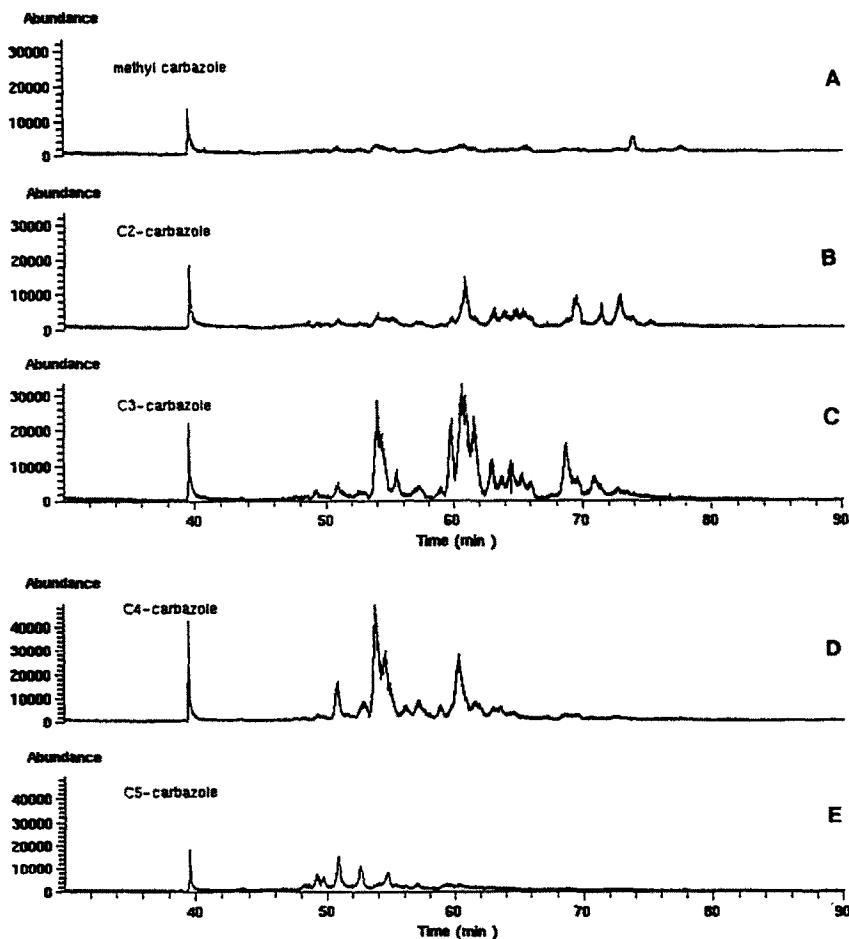 Abundance
30000
20000
10000
0
methyl carbazole
A
Abundance
30000
20000
10000
0
C2-carbazole
B
Abundance
30000
20000
10000
0
C3-carbazole
C
40 50 60 70 80 90
Time (min )
Abundance
40000
30000
20000
10000
0
C4-carbazole
D
Abundance
40000
30000
20000
10000
0
C5-carbazole
E
40 50 60 70 80 90
Time (min )